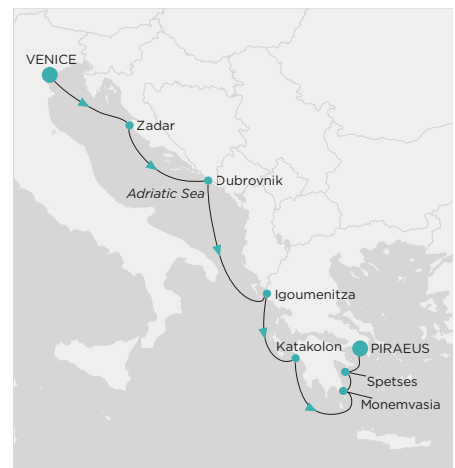 VENICE
Zadar
Dubrovnik
Adriatic Sea
Igoumenitza
Katakolon
PIRAEUS
Spetses
Monemvasia